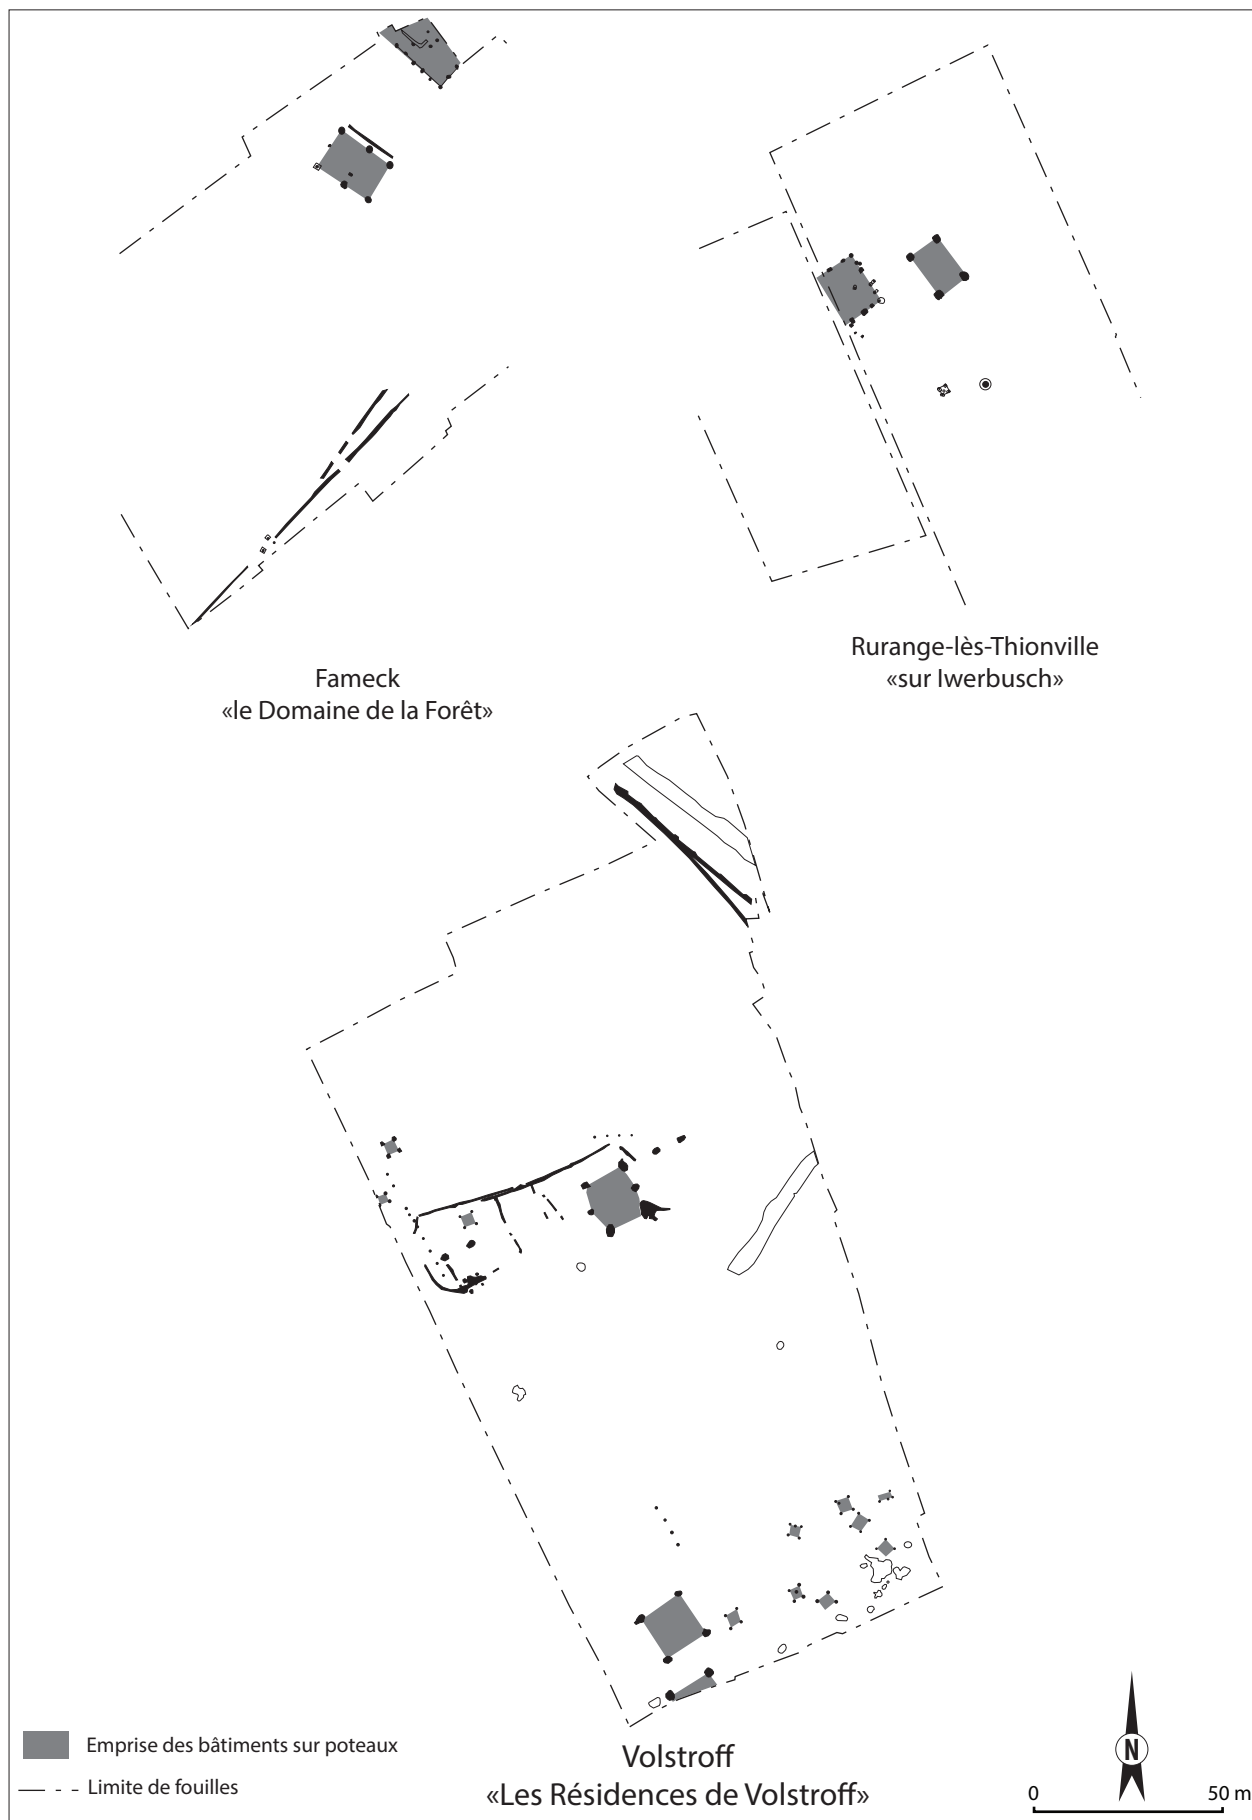 Fameck
«le Domaine de la Forêt»
Rurange-lès-Thionville
«sur Iwerbusch»
Emprise des bâtiments sur poteaux
Limite de fouilles
Volstroff
«Les Résidences de Volstroff»
N
0 50 m